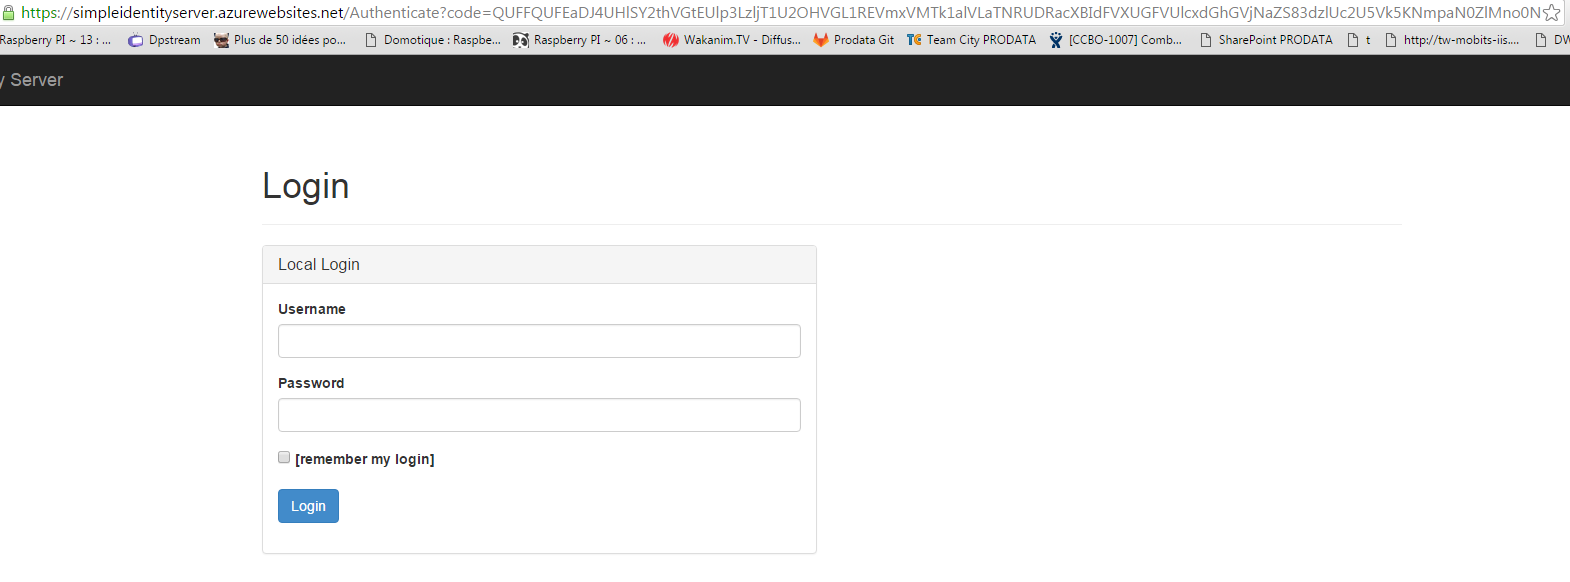 https://simpleidentityserver.azurewebsites.net/Authenticate?code=QUFFQUFEaDJ4UHlSY2thVGtEUlp3LzljT1U2OHVGL1REVmxVMTk1alVLaTNRUDRacXBIdFVXUGFVUlcxdGhGVjNaZS83dzlUc2U5Vk5KNmpaN0ZlMno0N
Raspberry PI ~ 13 : ... Dpstream Plus de 50 idées po... Domotique : Raspbe... Raspberry PI ~ 06 : ... Wakanim.TV - Diffus... Prodata Git Team City PRODATA [CCBO-1007] Comb... SharePoint PRODATA t http://tw-mobits-iis.... DW
y Server
Login
Local Login
Username
Password
[remember my login]
Login